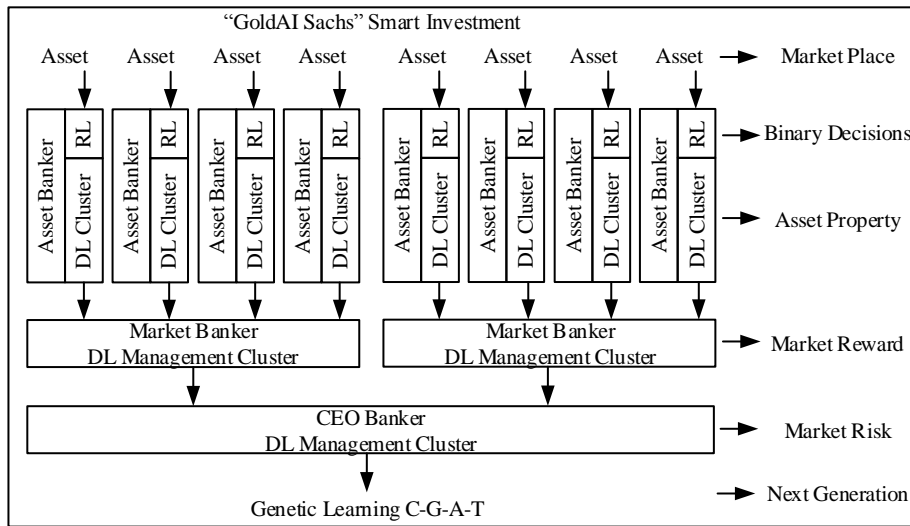 “GoldAI Sachs” Smart Investment
Asset Asset Asset Asset Asset Asset Asset Asset Market Place
RL RL RL RL RL RL RL RL Binary Decisions
Asset Banker Asset Banker Asset Banker Asset Banker Asset Banker Asset Banker Asset Banker Asset Banker
DL Cluster DL Cluster DL Cluster DL Cluster DL Cluster DL Cluster DL Cluster DL Cluster Asset Property
Market Banker Market Banker
DL Management Cluster DL Management Cluster Market Reward
CEO Banker
DL Management Cluster Market Risk
Genetic Learning C-G-A-T Next Generation